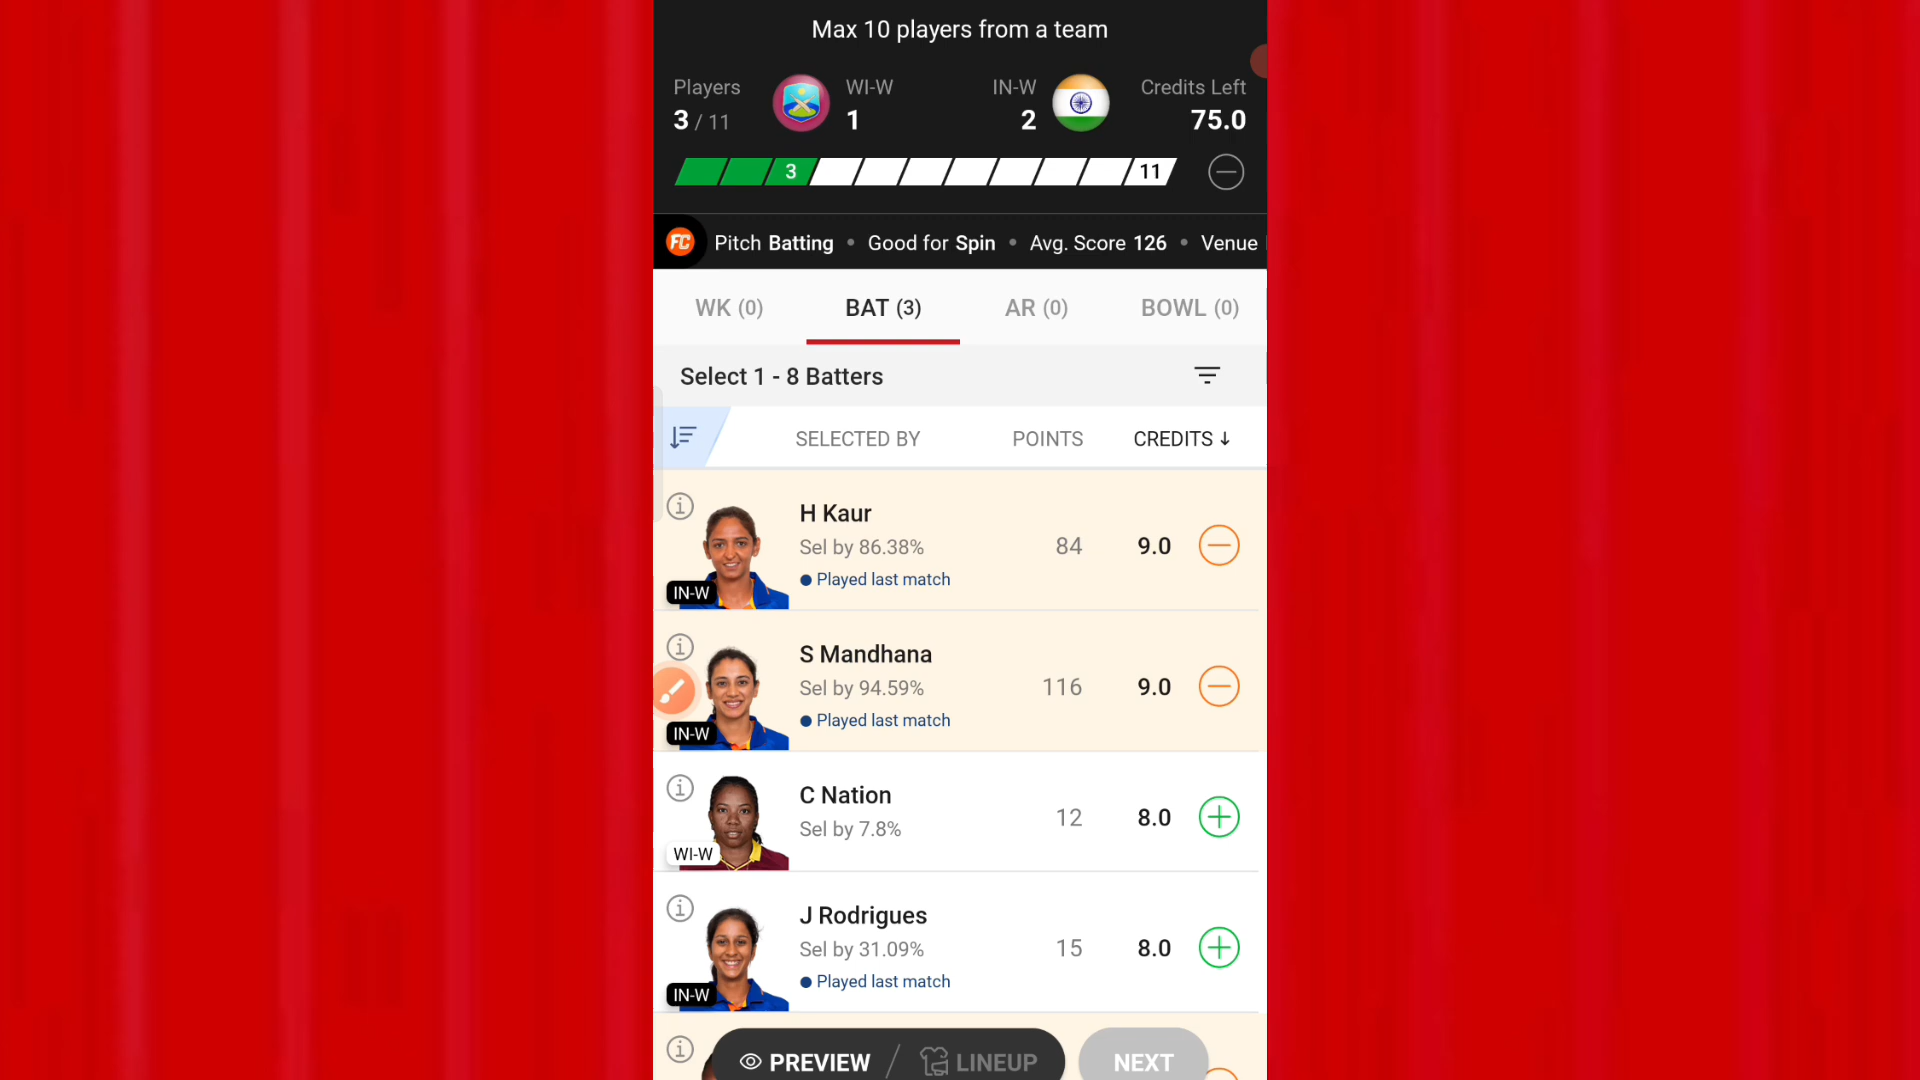 Max 10 players from a team
Players WI-W IN-W Credits Left
3 / 11 1 2 75.0
3 11
FC Pitch Batting • Good for Spin • Avg. Score 126 • Venue
WK (0) BAT (3) AR (0) BOWL (0)
Select 1 - 8 Batters
SELECTED BY POINTS CREDITS ↓
H Kaur
Sel by 86.38% 84 9.0
Played last match
IN-W
S Mandhana
Sel by 94.59% 116 9.0
Played last match
IN-W
C Nation
Sel by 7.8% 12 8.0
WI-W
J Rodrigues
Sel by 31.09% 15 8.0
Played last match
IN-W
PREVIEW / LINEUP NEXT